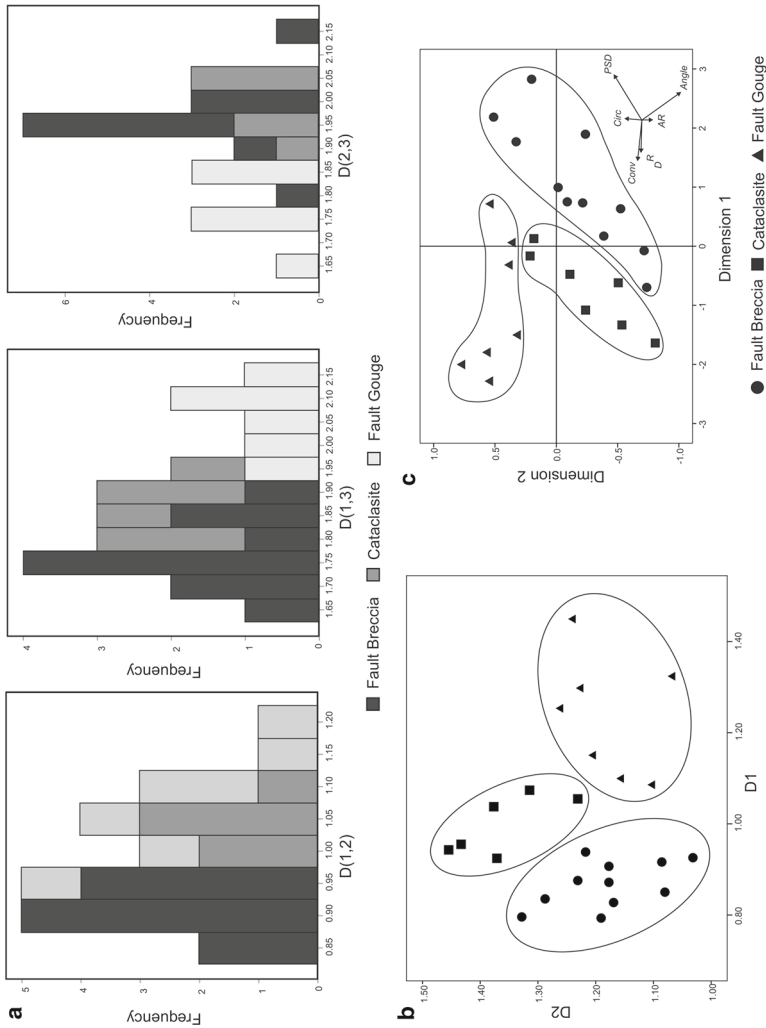 a
5
4
3
2
1
0
Frequency
0.85 0.90 0.95 1.00 1.05 1.10 1.15 1.20
D(1,2)
4
3
2
1
0
Frequency
1.65 1.70 1.75 1.80 1.85 1.90 1.95 2.00 2.05 2.10 2.15
D(1,3)
6
4
2
0
Frequency
1.65 1.70 1.75 1.80 1.85 1.90 1.95 2.00 2.05 2.10 2.15
D(2,3)
Fault Breccia Cataclasite Fault Gouge
b
1.50
1.40
1.30
1.20
1.10
1.00
D2
0.80 1.00 1.20 1.40
D1
c
1.0
0.5
0.0
-0.5
-1.0
Dimension 2
-3 -2 -1 0 1 2 3
Dimension 1
PSD
Circ
Angle
AR
Conv
R
D
Fault Breccia Cataclasite Fault Gouge